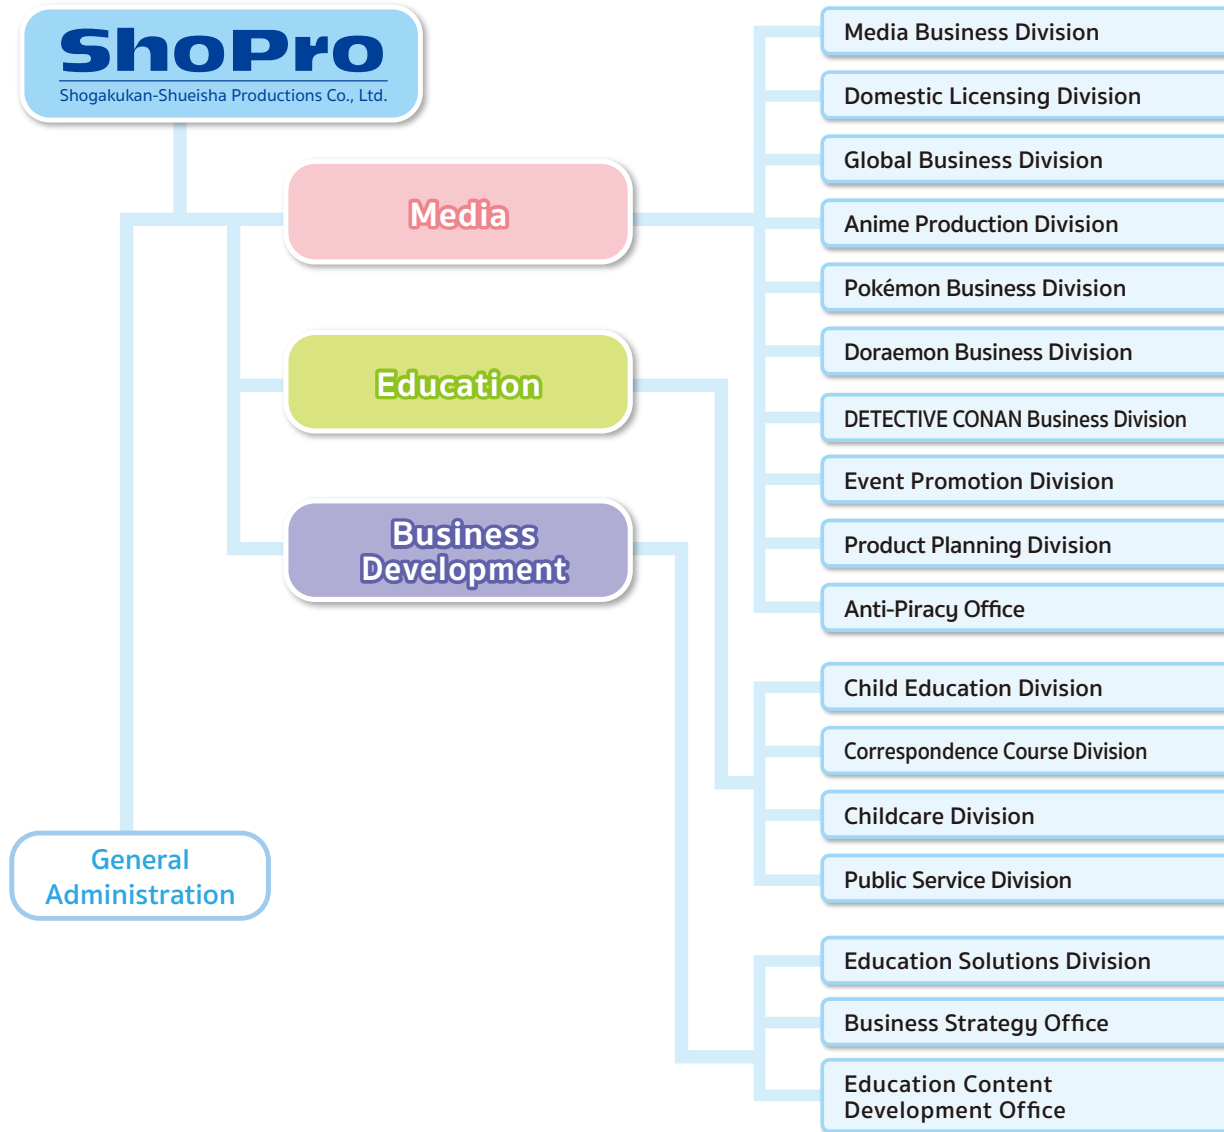 ShoPro
Shogakukan-Shueisha Productions Co., Ltd.
Media
Education
Business
Development
General
Administration
Media Business Division
Domestic Licensing Division
Global Business Division
Anime Production Division
Pokémon Business Division
Doraemon Business Division
DETECTIVE CONAN Business Division
Event Promotion Division
Product Planning Division
Anti-Piracy Office
Child Education Division
Correspondence Course Division
Childcare Division
Public Service Division
Education Solutions Division
Business Strategy Office
Education Content
Development Office